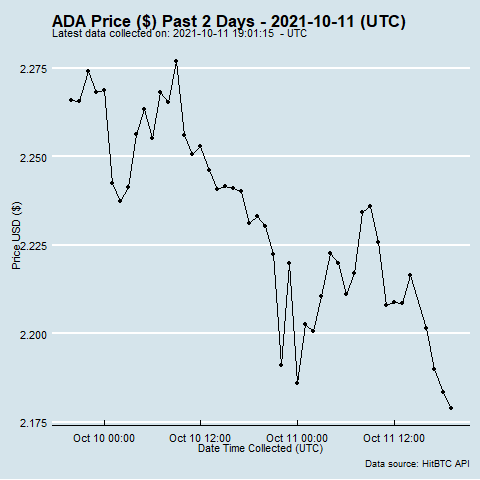 ADA Price ($) Past 2 Days - 2021-10-11 (UTC)
Latest data collected on: 2021-10-11 19:01:15 - UTC
2.275
2.250
2.225
2.200
2.175
Price USD ($)
Oct 10 00:00 Oct 10 12:00 Oct 11 00:00 Oct 11 12:00
Date Time Collected (UTC)
Data source: HitBTC API